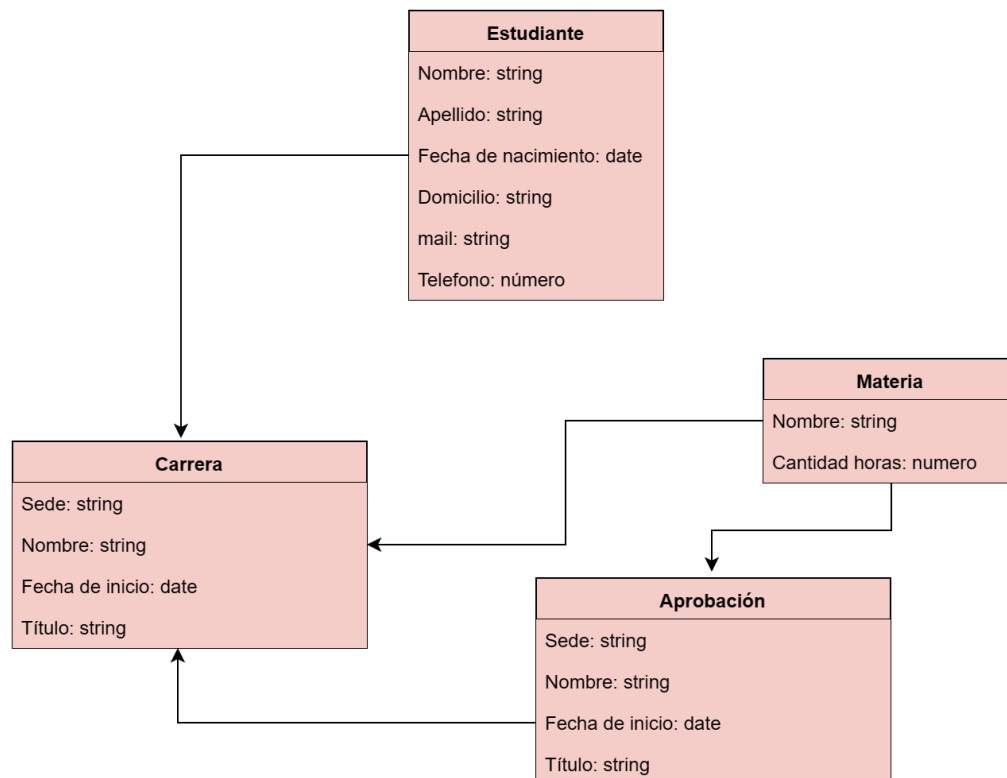 Estudiante
Nombre: string
Apellido: string
Fecha de nacimiento: date
Domicilio: string
mail: string
Telefono: número
Materia
Nombre: string
Cantidad horas: numero
Carrera
Sede: string
Nombre: string
Fecha de inicio: date
Título: string
Aprobación
Sede: string
Nombre: string
Fecha de inicio: date
Título: string